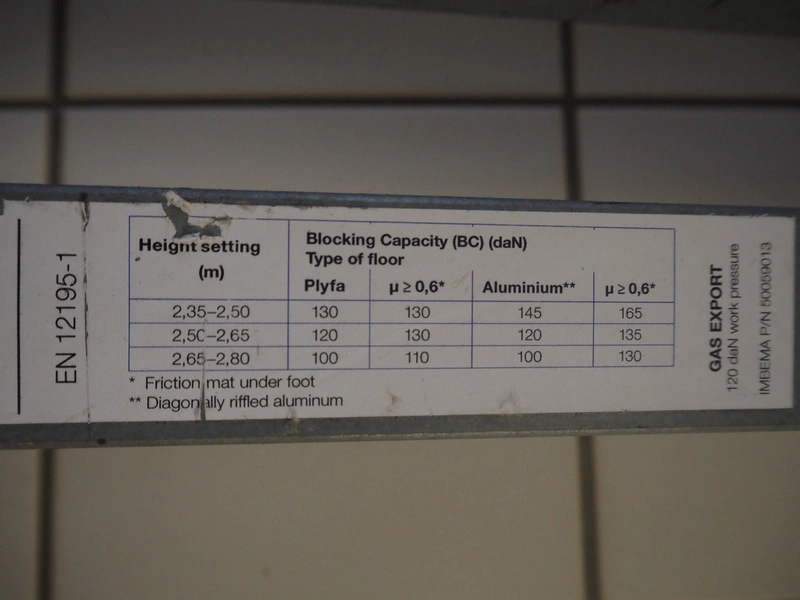 EN 12195-1
Height setting
(m)
Blocking Capacity (BC) (daN)
Type of floor
Plyfa μ ≥ 0,6* Aluminium** μ ≥ 0,6*
2,35–2,50 130 130 145 165
2,50–2,65 120 130 120 135
2,65–2,80 100 110 100 130
* Friction mat under foot
** Diagonally riffled aluminum
GAS EXPORT
120 daN work pressure
IMBEMA P/N 50059013